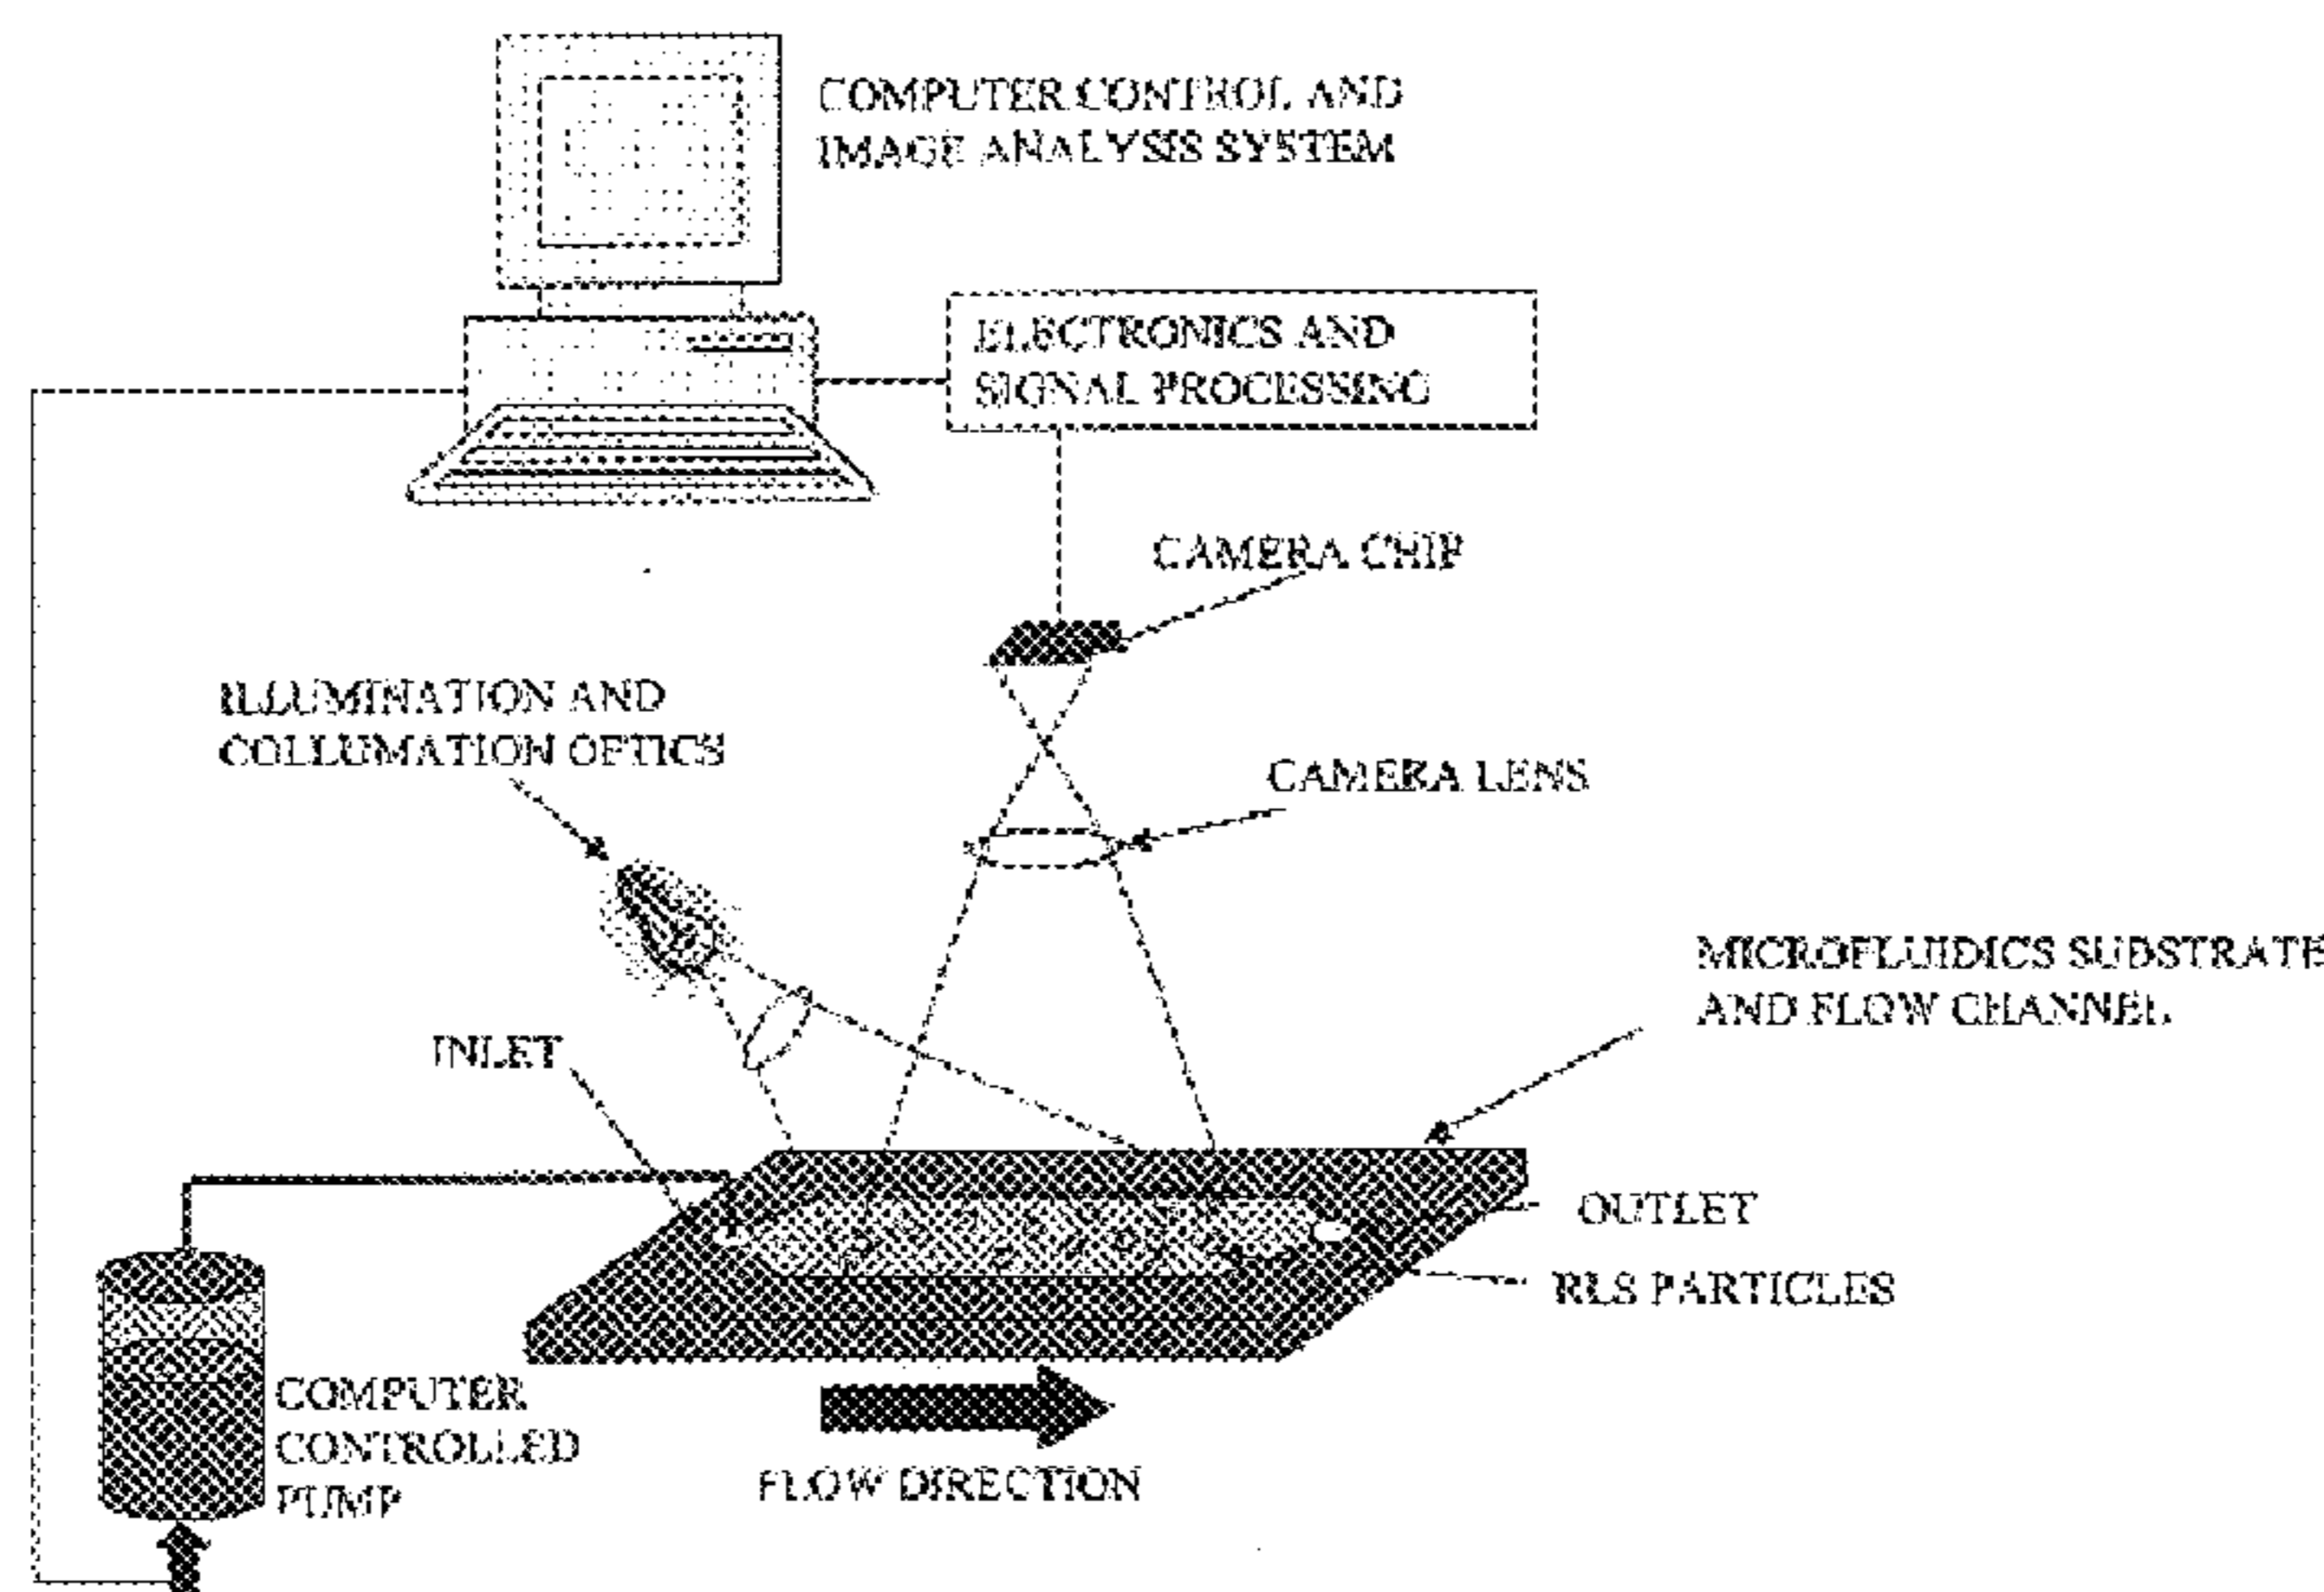 COMPUTER CONTROL AND
IMAGE ANALYSIS SYSTEM
ELECTRONICS AND
SIGNAL PROCESSING
CAMERA CHIP
ILLUMINATION AND
COLLUMATION OPTICS
CAMERA LENS
MICROFLUIDICS SUBSTRATE
AND FLOW CHANNEL
INLET
OUTLET
RLS PARTICLES
COMPUTER
CONTROLLED
PUMP
FLOW DIRECTION